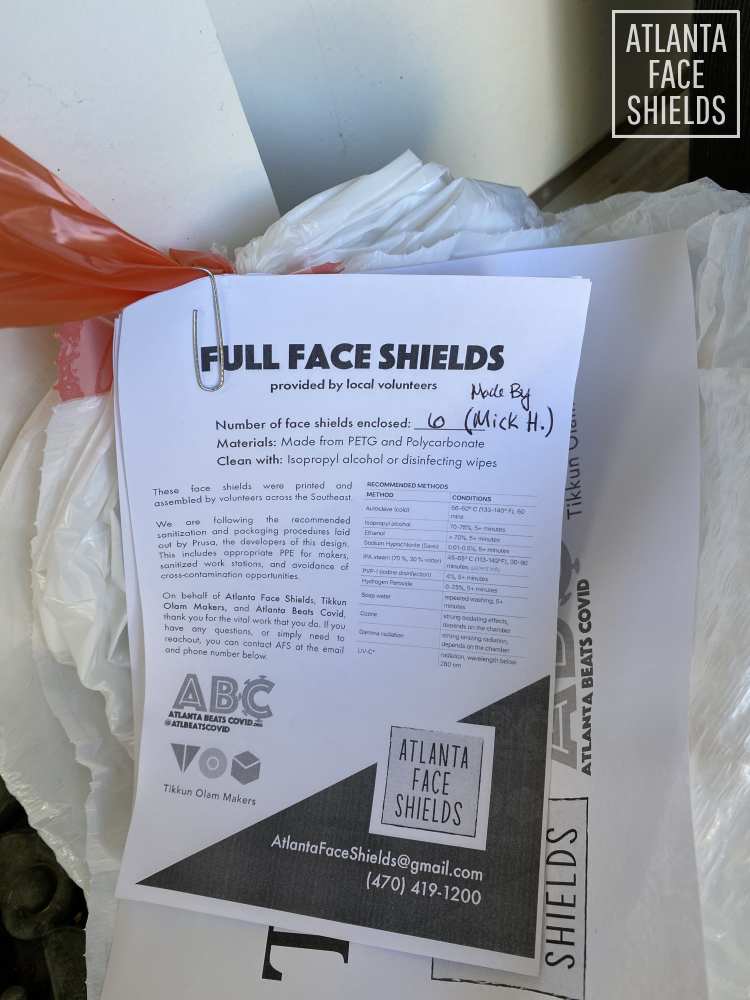 ATLANTA
FACE
SHIELDS
FULL FACE SHIELDS
provided by local volunteers
Made By
Number of face shields enclosed: 6 (Mick H.)
Materials: Made from PETG and Polycarbonate
Clean with: Isopropyl alcohol or disinfecting wipes
These face shields were printed and
assembled by volunteers across the Southeast.
We are following the recommended
sanitization and packaging procedures laid
out by Prusa, the developers of this design.
This includes appropriate PPE for makers,
sanitized work stations, and avoidance of
cross-contamination opportunities.
On behalf of Atlanta Face Shields, Tikkun
Olam Makers, and Atlanta Beats Covid,
thank you for the vital work that you do. If you
have any questions, or simply need to
reachout, you can contact AFS at the email
and phone number below.
RECOMMENDED METHODS
METHOD CONDITIONS
Autoclave (cold) 56-60° C (133-140° F), 60
mins
Isopropyl alcohol 70-75%, 5+ minutes
Ethanol > 70%, 5+ minutes
Sodium Hypochlorite (Savo) 0.01-0.5%, 5+ minutes
IPA steam (70 %, 30 % water) 45-65° C (113-140° F), 30-90
minutes
PVP-I (iodine disinfection) 6%, 5+ minutes
Hydrogen Peroxide 0-25%, 5+ minutes
Soap water repeated washing, 5+
minutes
Ozone strong oxidating effects,
depends on the chamber
Gamma radiation strong ionizing radiation,
depends on the chamber
UV-C* radiation, wavelength below
280 nm
ABC
ATLANTA BEATS COVID
@ATLBEATSCOVID
Tikkun Olam Makers
ATLANTA
FACE
SHIELDS
AtlantaFaceShields@gmail.com
(470) 419-1200
Tikkun Olam
ATLANTA BEATS COVID
SHIELDS